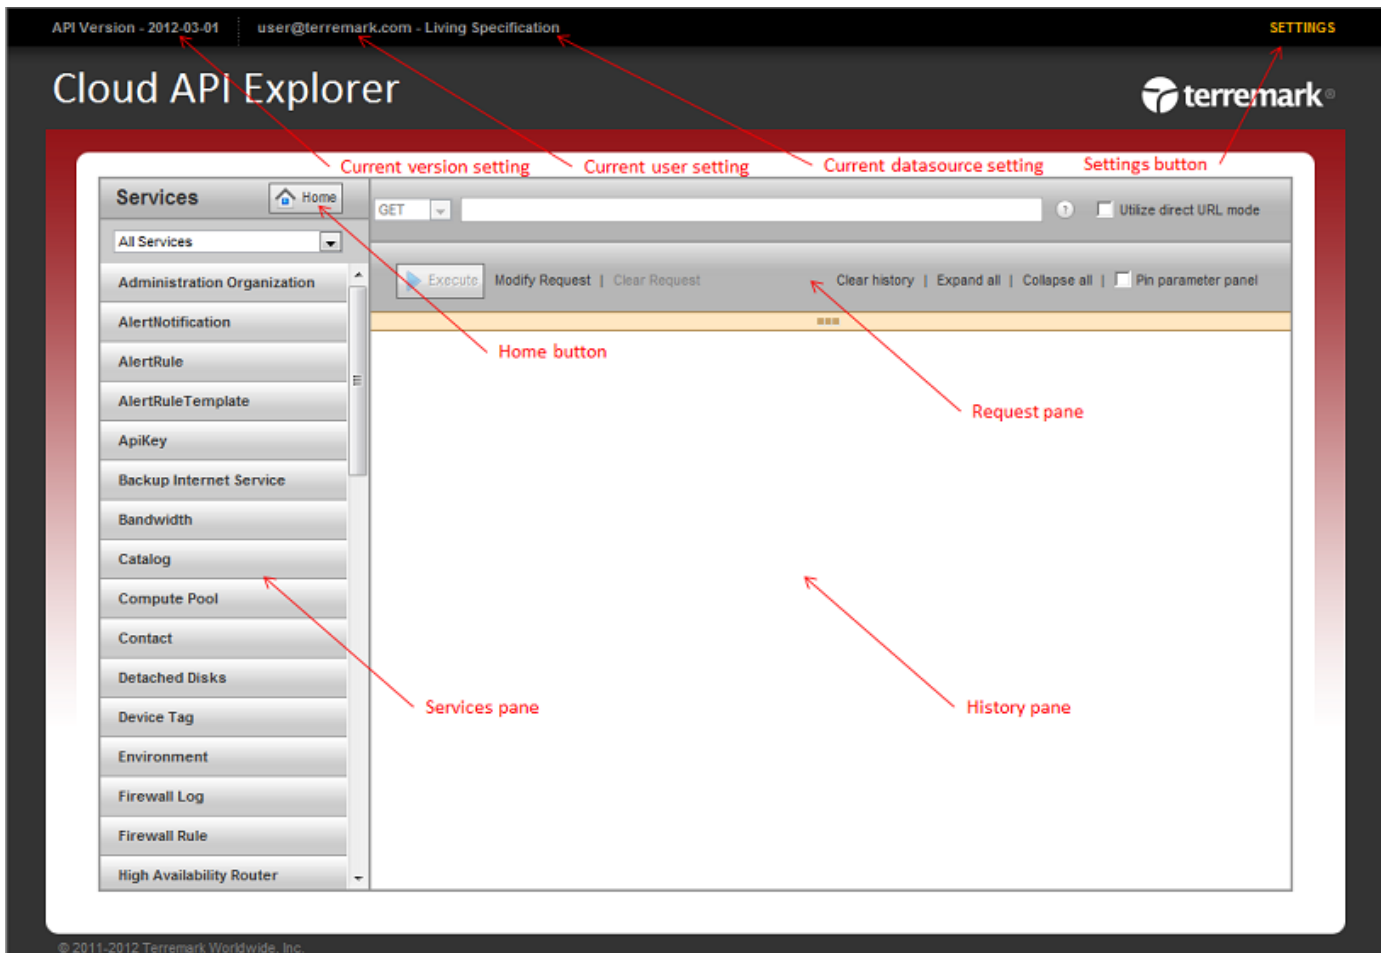 API Version - 2012-03-01 user@terremark.com - Living Specification SETTINGS
Cloud API Explorer terremark®
Current version setting Current user setting Current datasource setting Settings button
Services Home
GET ? Utilize direct URL mode
All Services
Execute Modify Request | Clear Request Clear history | Expand all | Collapse all | Pin parameter panel
Administration Organization
AlertNotification
Home button
AlertRule
AlertRuleTemplate
Request pane
ApiKey
Backup Internet Service
Bandwidth
Catalog
Compute Pool
Contact
Detached Disks
Services pane History pane
Device Tag
Environment
Firewall Log
Firewall Rule
High Availability Router
© 2011-2012 Terremark Worldwide, Inc.